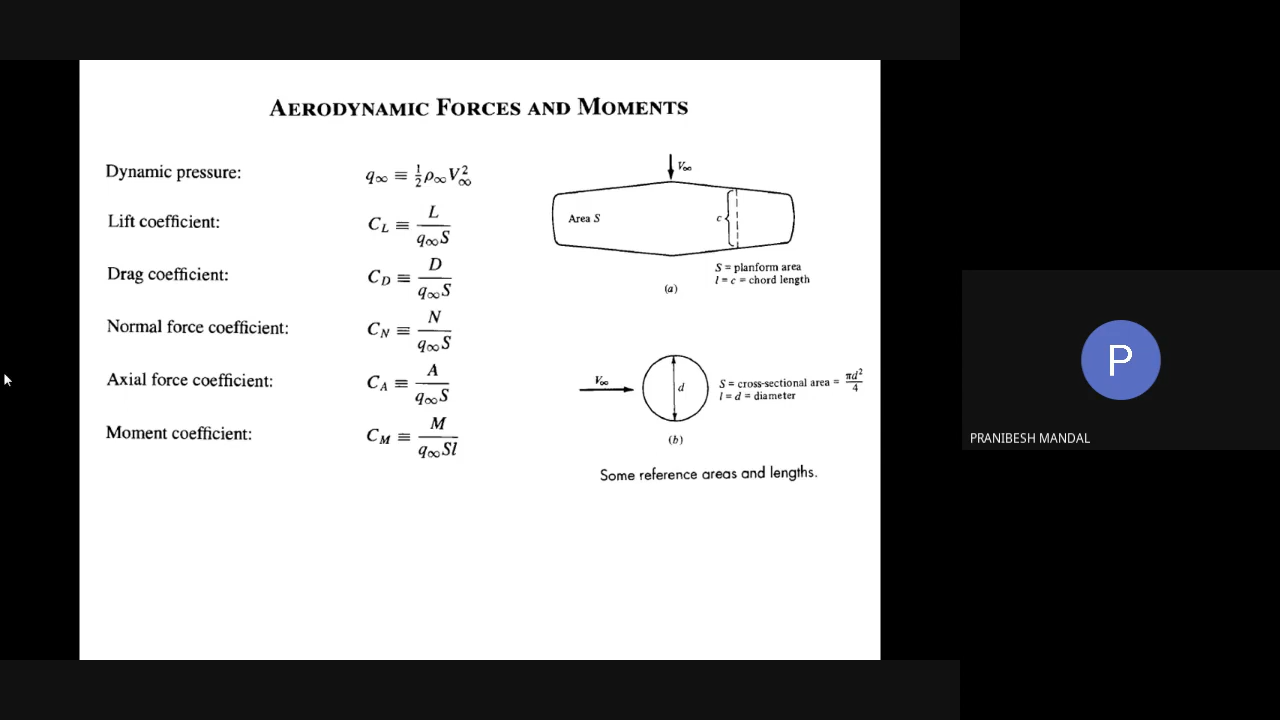 AERODYNAMIC FORCES AND MOMENTS
Dynamic pressure: q∞ ≡ ½ρ∞V∞²
Lift coefficient: C_L ≡ L / q∞S
Drag coefficient: C_D ≡ D / q∞S
Normal force coefficient: C_N ≡ N / q∞S
Axial force coefficient: C_A ≡ A / q∞S
Moment coefficient: C_M ≡ M / q∞Sl
V∞
Area S
c
S = planform area
l = c = chord length
(a)
V∞
d
S = cross-sectional area = πd²/4
l = d = diameter
(b)
Some reference areas and lengths.
P
PRANIBESH MANDAL